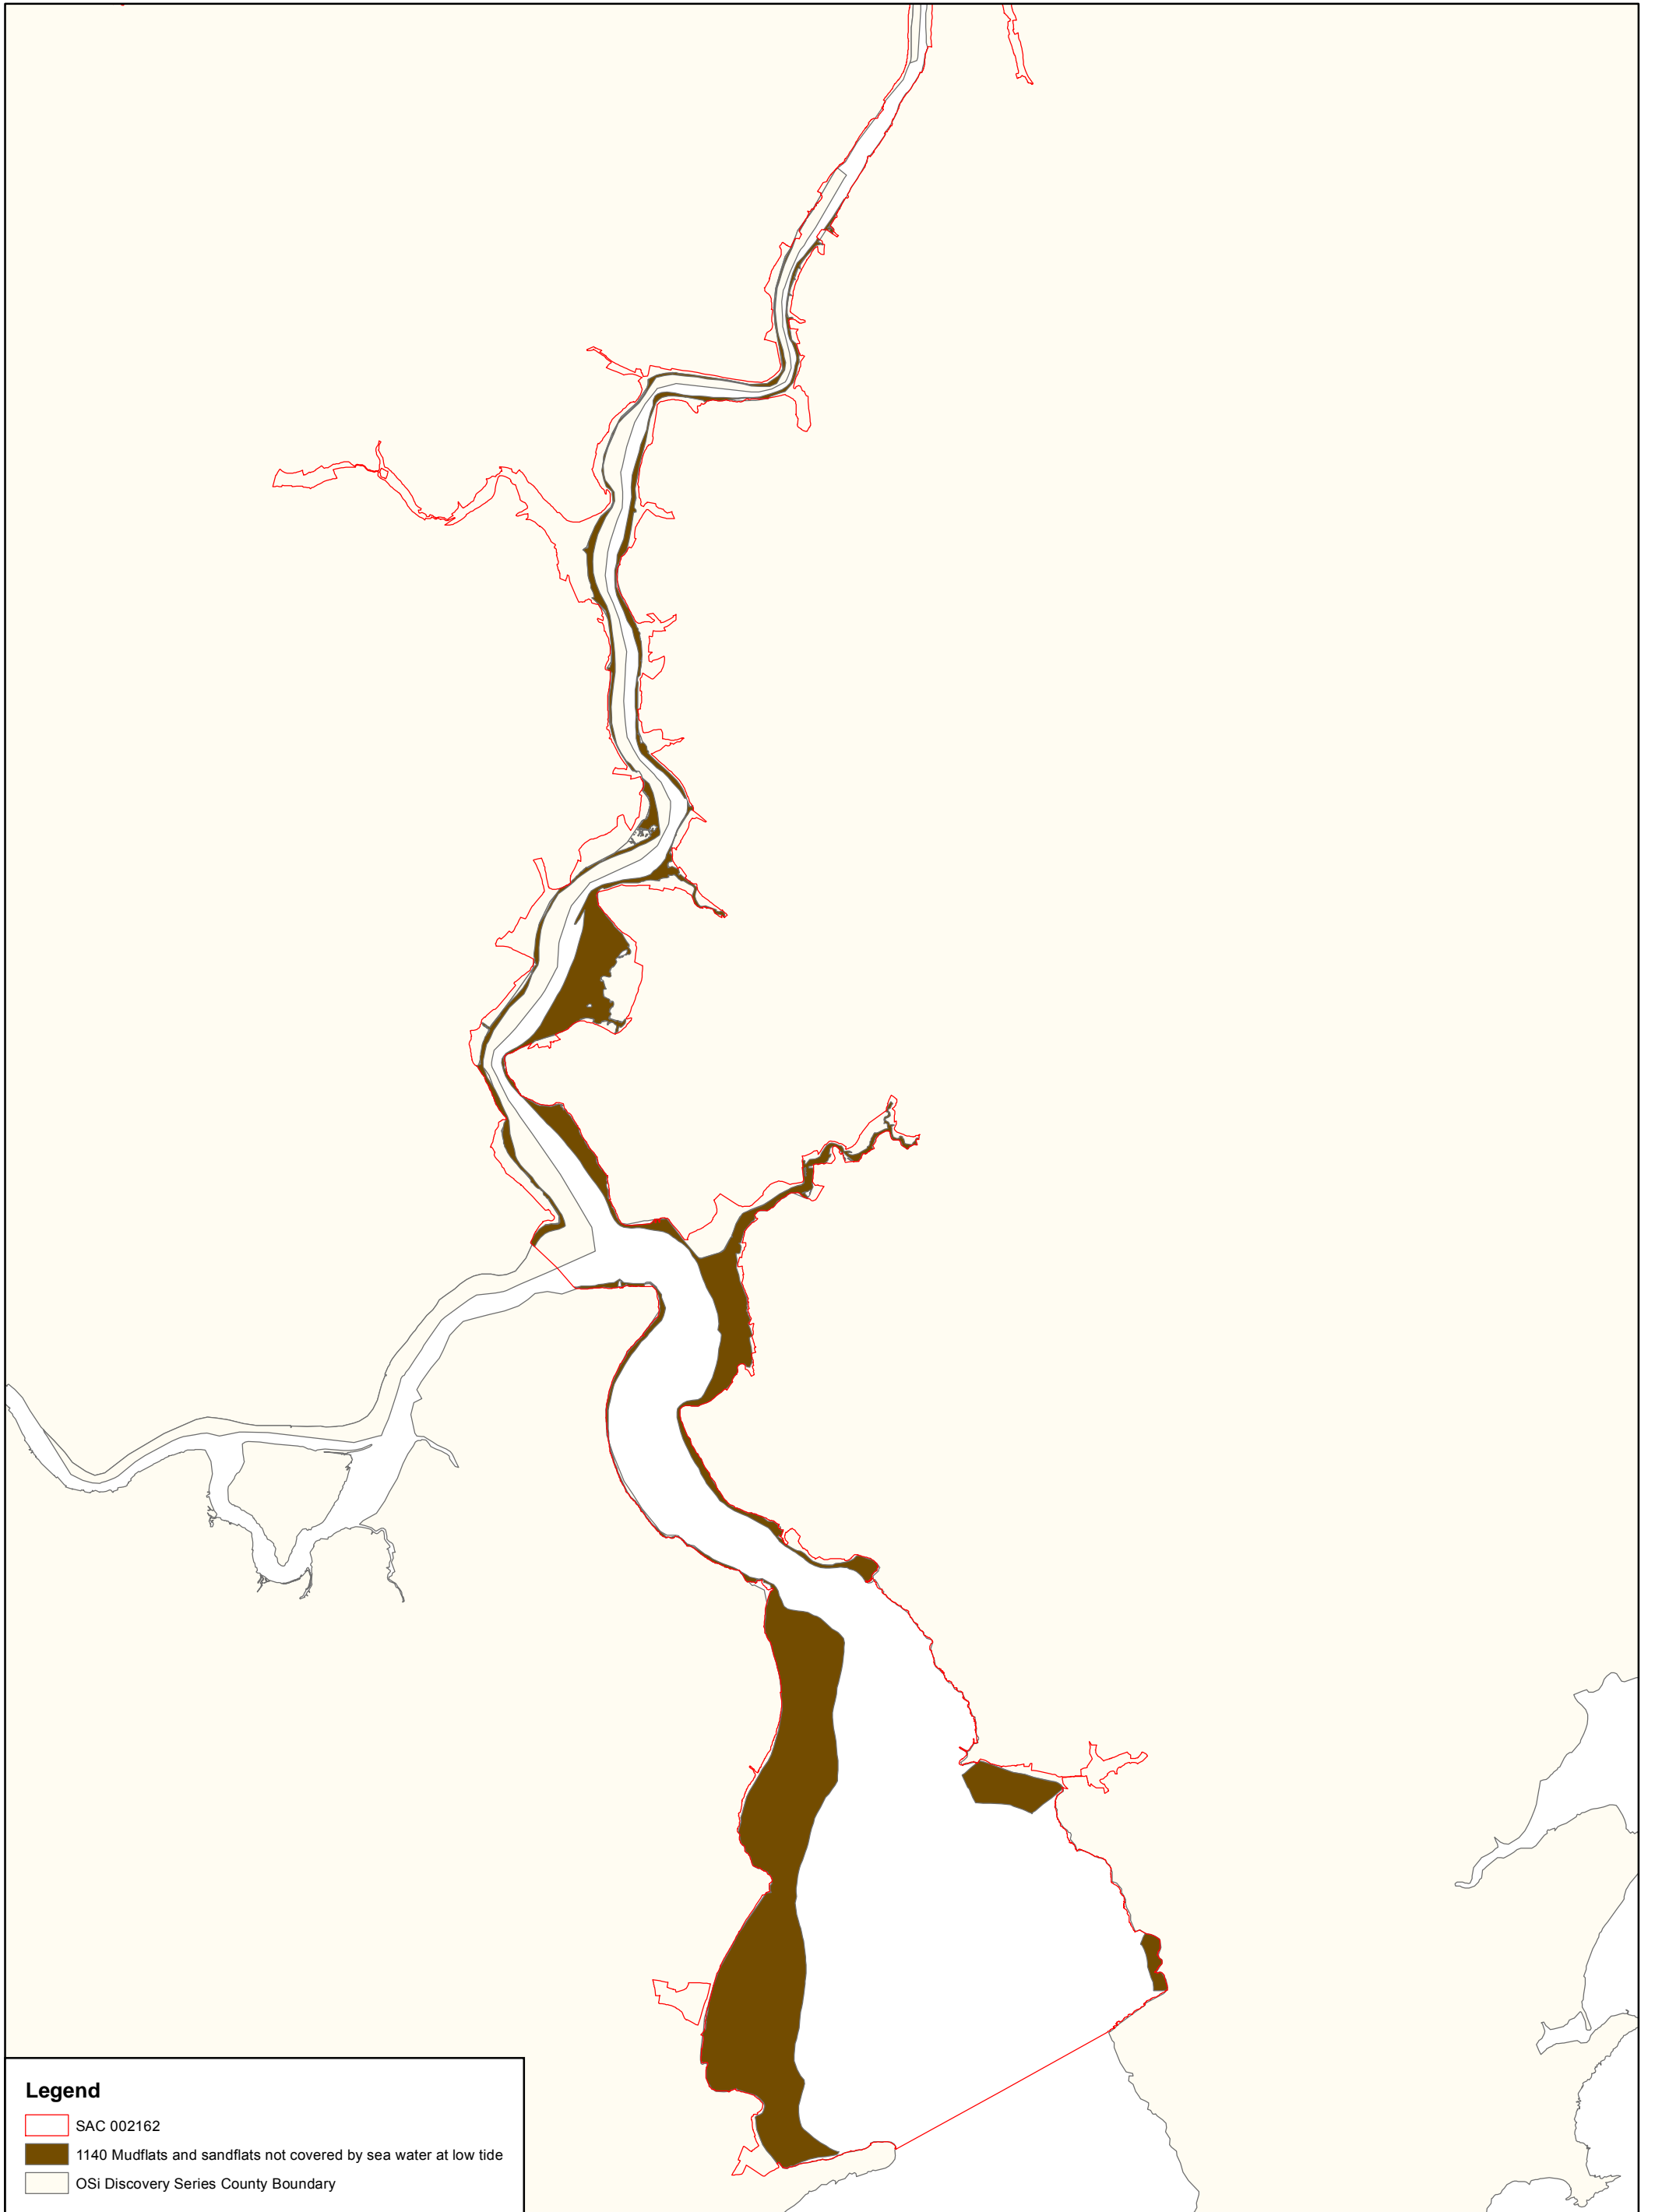 Legend
SAC 002162
1140 Mudflats and sandflats not covered by sea water at low tide
OSi Discovery Series County Boundary